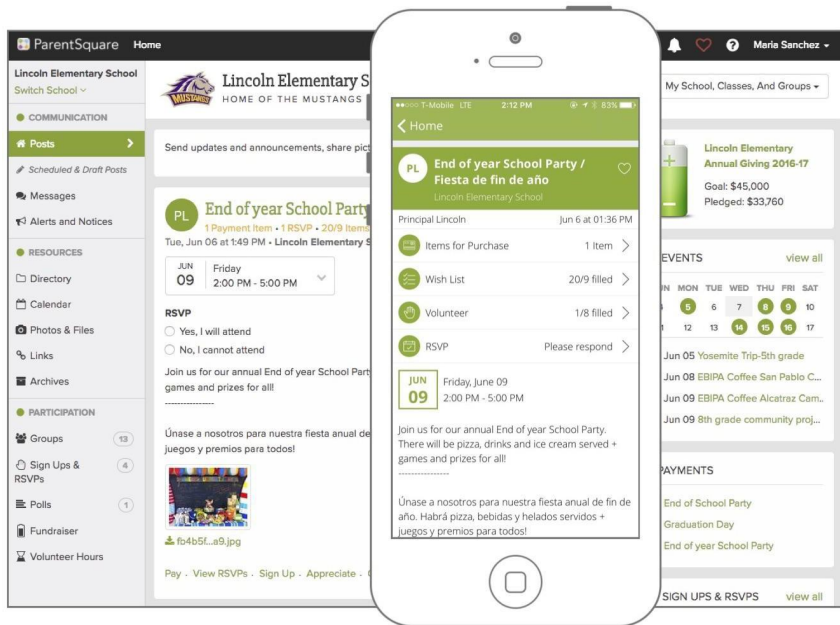 ParentSquare Home
Maria Sanchez
Lincoln Elementary School
Switch School
COMMUNICATION
Posts
Scheduled & Draft Posts
Messages
Alerts and Notices
RESOURCES
Directory
Calendar
Photos & Files
Links
Archives
PARTICIPATION
Groups 13
Sign Ups & 4
RSVPs
Polls 1
Fundraiser
Volunteer Hours
MUSTANGS
Lincoln Elementary S
HOME OF THE MUSTANGS
Send updates and announcements, share pict
PL
End of year School Party
1 Payment Item • 1 RSVP • 20/9 Items
Tue, Jun 06 at 1:49 PM • Lincoln Elementary S
JUN
09
Friday
2:00 PM - 5:00 PM
RSVP
Yes, I will attend
No, I cannot attend
Join us for our annual End of year School Part
games and prizes for all!
----------------
Únase a nosotros para nuestra fiesta anual de
juegos y premios para todos!
fb4b5f...a9.jpg
Pay · View RSVPs · Sign Up · Appreciate ·
T-Mobile LTE 2:12 PM 83%
Home
PL
End of year School Party /
Fiesta de fin de año
Lincoln Elementary School
Principal Lincoln Jun 6 at 01:36 PM
Items for Purchase 1 Item
Wish List 20/9 filled
Volunteer 1/8 filled
RSVP Please respond
JUN
09
Friday, June 09
2:00 PM - 5:00 PM
Join us for our annual End of year School Party.
There will be pizza, drinks and ice cream served +
games and prizes for all!
----------------
Únase a nosotros para nuestra fiesta anual de fin de
año. Habrá pizza, bebidas y helados servidos +
juegos y premios para todos!
My School, Classes, And Groups
Lincoln Elementary
Annual Giving 2016-17
Goal: $45,000
Pledged: $33,760
EVENTS view all
MON TUE WED THU FRI SAT
5 6 7 8 9 10
12 13 14 15 16 17
Jun 05 Yosemite Trip-5th grade
Jun 08 EBIPA Coffee San Pablo C...
Jun 09 EBIPA Coffee Alcatraz Cam..
Jun 09 8th grade community proj...
PAYMENTS
End of School Party
Graduation Day
End of year School Party
SIGN UPS & RSVPS view all